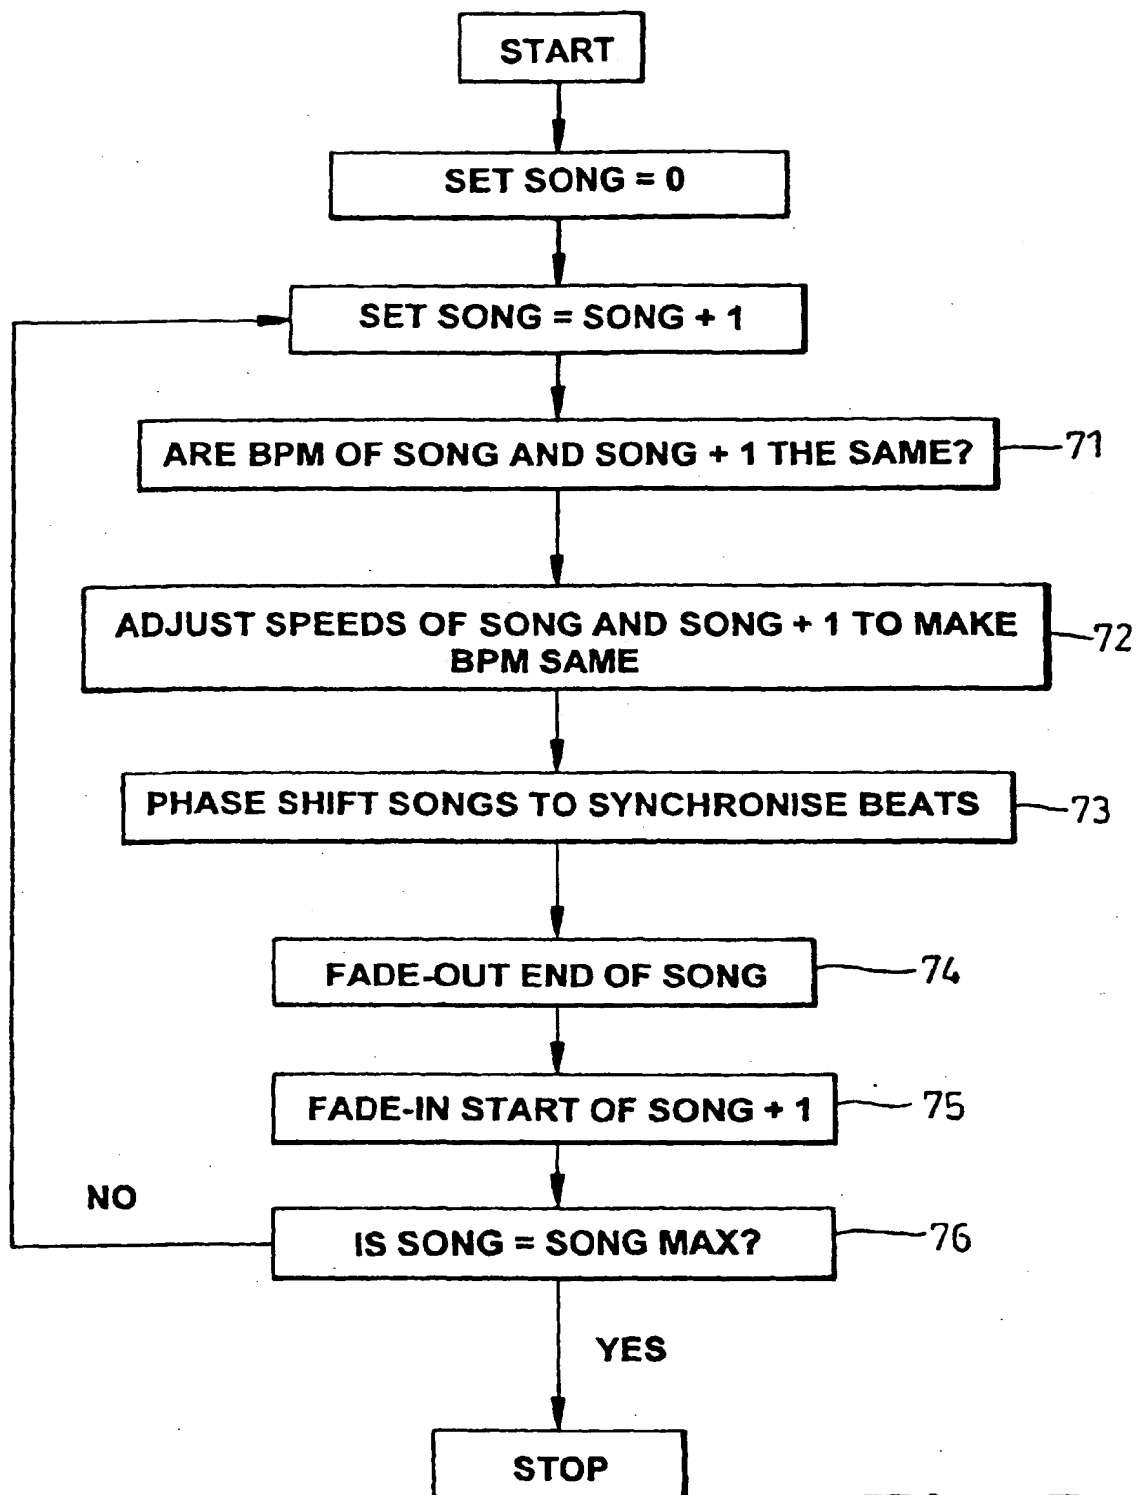 START
SET SONG = 0
SET SONG = SONG + 1
ARE BPM OF SONG AND SONG + 1 THE SAME?
71
ADJUST SPEEDS OF SONG AND SONG + 1 TO MAKE
BPM SAME
72
PHASE SHIFT SONGS TO SYNCHRONISE BEATS
73
FADE-OUT END OF SONG
74
FADE-IN START OF SONG + 1
75
NO
IS SONG = SONG MAX?
76
YES
STOP